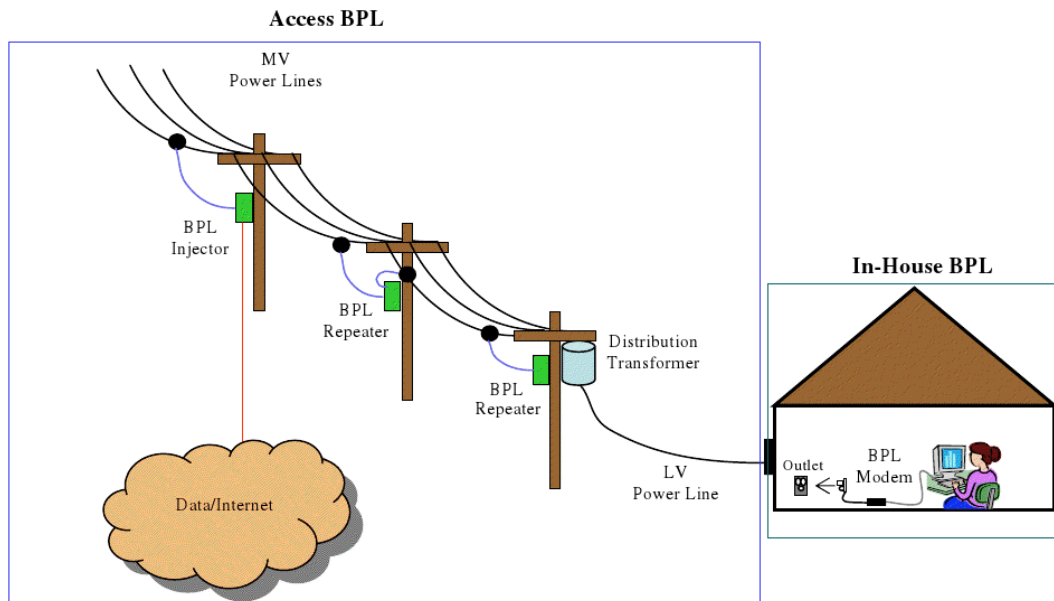 Access BPL
MV
Power Lines
BPL
Injector
BPL
Repeater
BPL
Repeater
Distribution
Transformer
LV
Power Line
Data/Internet
In-House BPL
Outlet
BPL
Modem